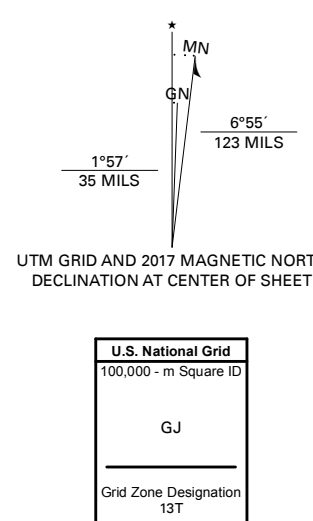 ★
MN
GN
6°55´
123 MILS
1°57´
35 MILS
UTM GRID AND 2017 MAGNETIC NORT
DECLINATION AT CENTER OF SHEET
U.S. National Grid
100,000 - m Square ID
GJ
Grid Zone Designation
13T